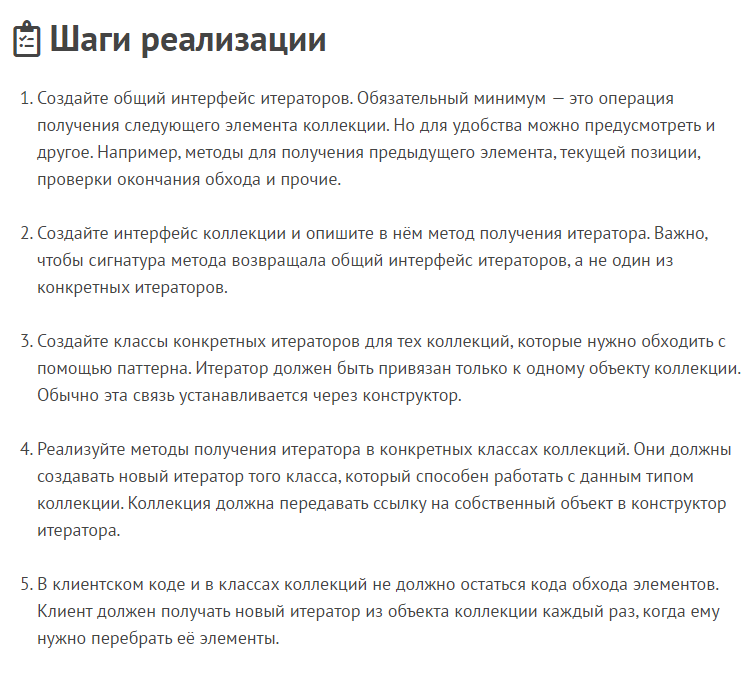 Шаги реализации
1. Создайте общий интерфейс итераторов. Обязательный минимум — это операция
получения следующего элемента коллекции. Но для удобства можно предусмотреть и
другое. Например, методы для получения предыдущего элемента, текущей позиции,
проверки окончания обхода и прочие.
2. Создайте интерфейс коллекции и опишите в нём метод получения итератора. Важно,
чтобы сигнатура метода возвращала общий интерфейс итераторов, а не один из
конкретных итераторов.
3. Создайте классы конкретных итераторов для тех коллекций, которые нужно обходить с
помощью паттерна. Итератор должен быть привязан только к одному объекту коллекции.
Обычно эта связь устанавливается через конструктор.
4. Реализуйте методы получения итератора в конкретных классах коллекций. Они должны
создавать новый итератор того класса, который способен работать с данным типом
коллекции. Коллекция должна передавать ссылку на собственный объект в конструктор
итератора.
5. В клиентском коде и в классах коллекций не должно остаться кода обхода элементов.
Клиент должен получать новый итератор из объекта коллекции каждый раз, когда ему
нужно перебрать её элементы.